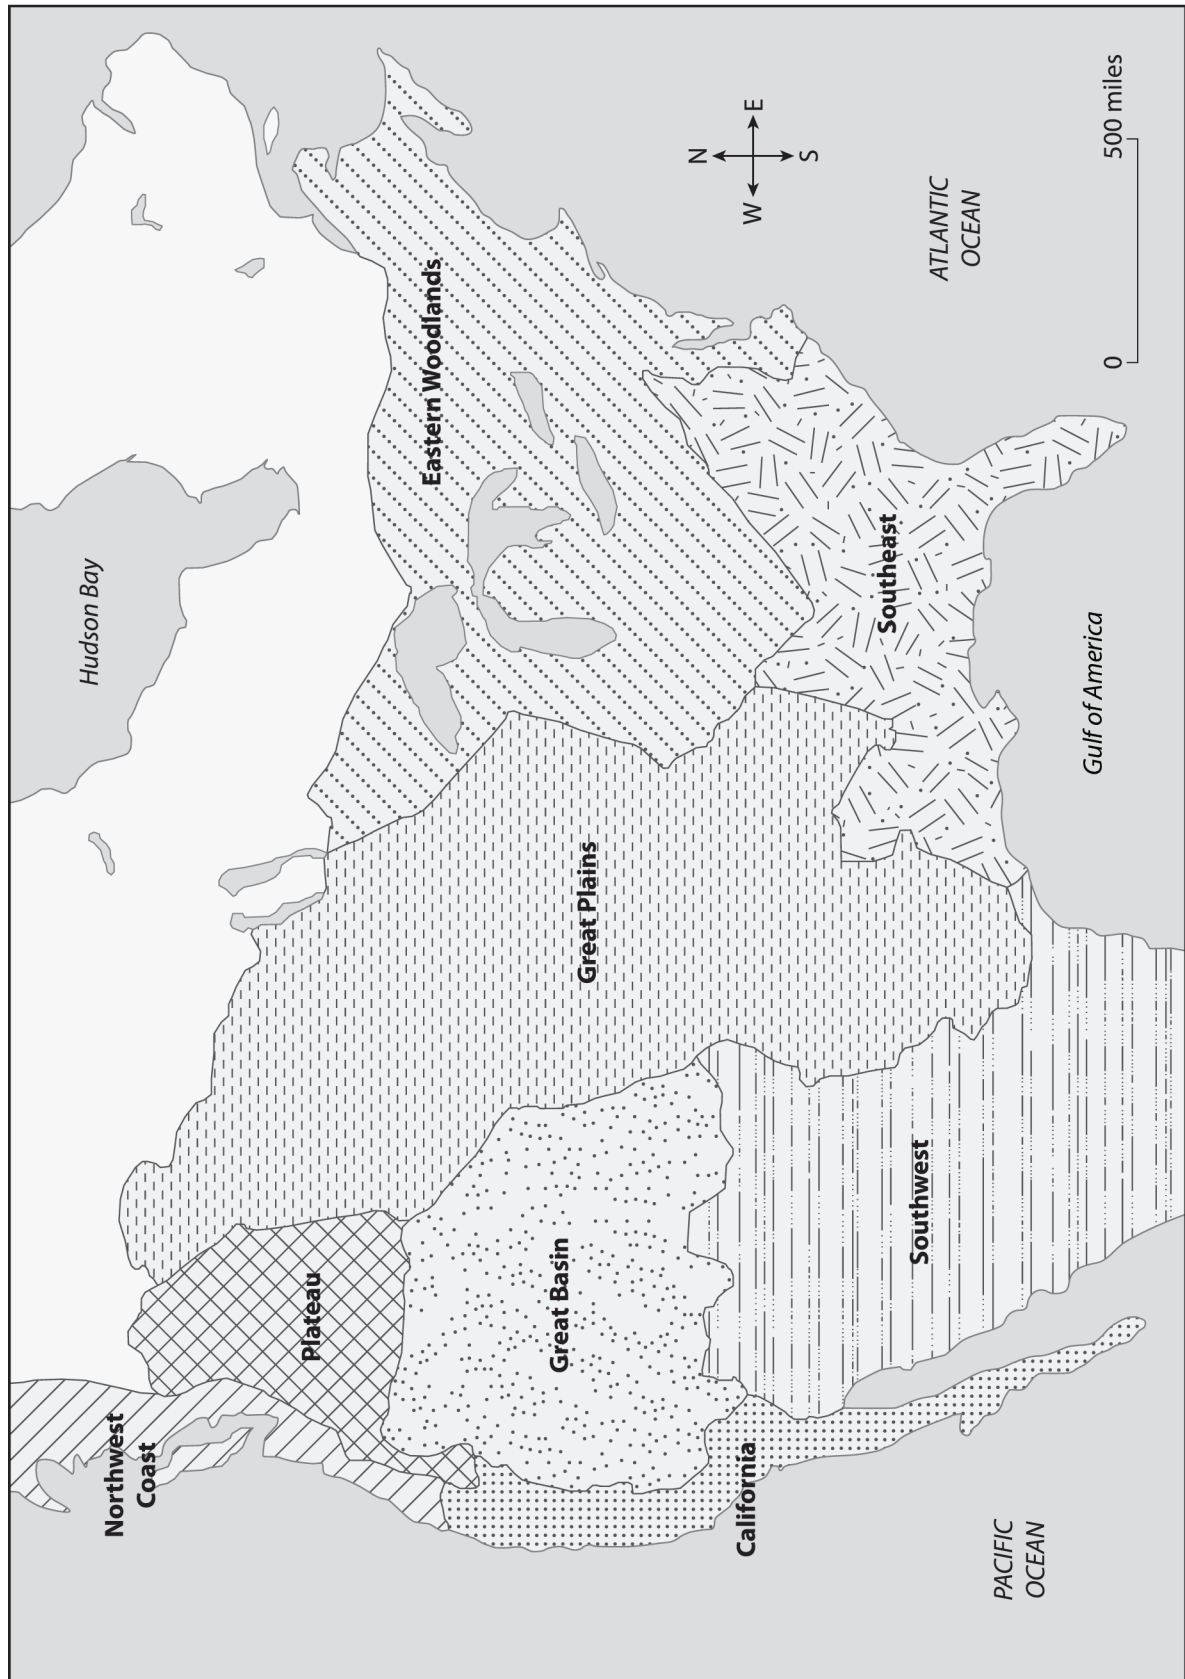 Hudson Bay
Northwest
Coast
Plateau
Great Plains
Eastern Woodlands
Great Basin
California
Southwest
Southeast
PACIFIC
OCEAN
Gulf of America
ATLANTIC
OCEAN
N
W
E
S
0
500 miles